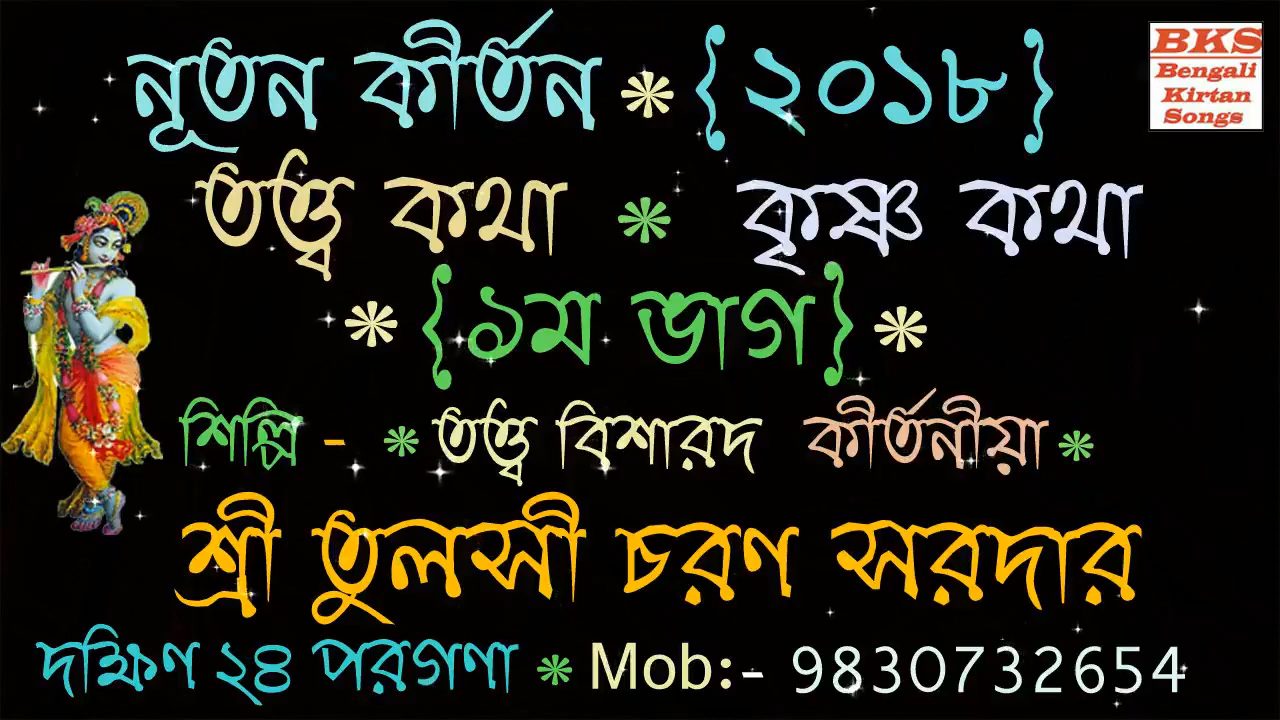 নূতন কীৰ্তন * {২০১৮}
BKS
Bengali
Kirtan
Songs
তত্ত্ব কথা * কৃষ্ণ কথা
* {১ম ভাগ} *
শিল্পি - * তত্ত্ব বিশারদ কীর্তনীয়া *
শ্রী তুলসী চরণ সরদার
দক্ষিণ ২৪ পরগণা * Mob:- 9830732654